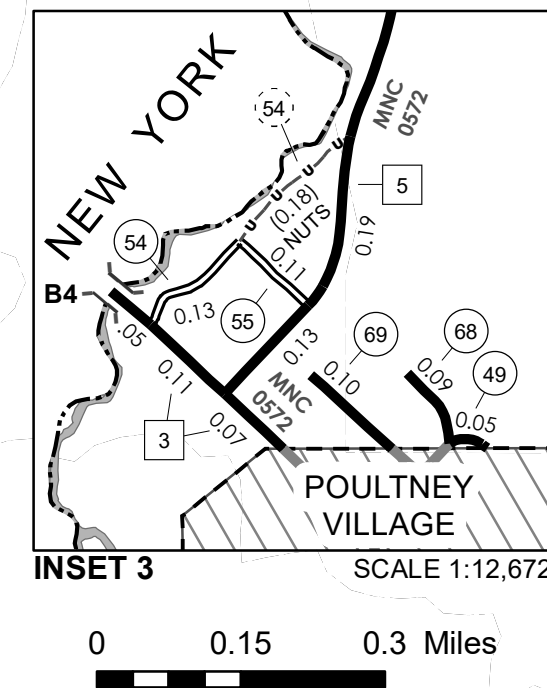 NEW YORK
54
MNC
0572
5
(0.18)
NUTS
0.19
54
0.11
B4
0.13
55
.05
0.13
69
68
0.11
MNC
0572
0.10
0.09
49
3
0.07
0.05
POULTNEY
VILLAGE
INSET 3
SCALE 1:12,672
0 0.15 0.3 Miles